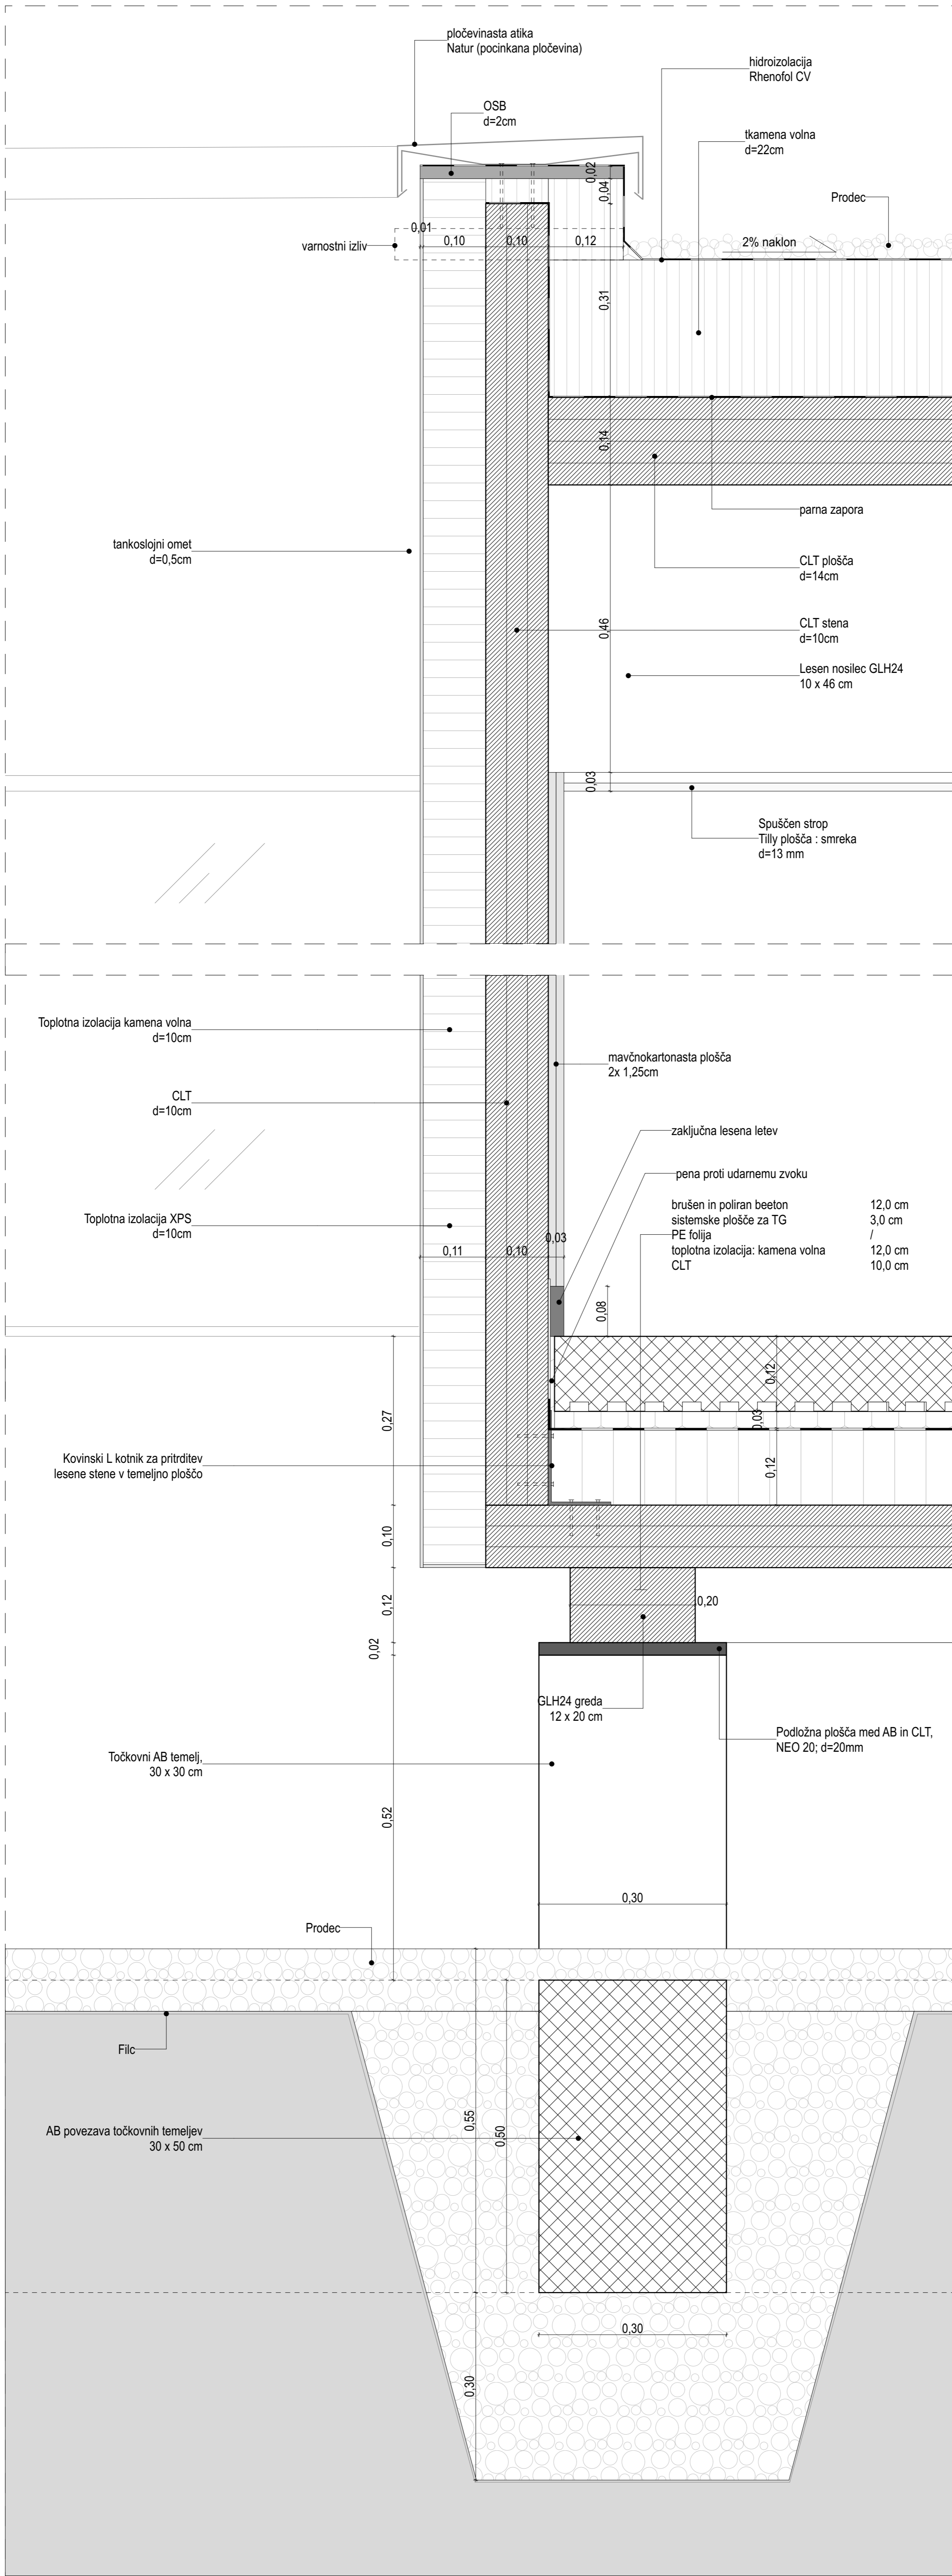 pločevinasta atika
Natur (pocinkana pločevina)
hidroizolacija
Rhenofol CV
OSB
d=2cm
tkamena volna
d=22cm
Prodec
0,02
0,04
0,01
varnostni izliv
0,10
0,10
0,12
2% naklon
0,31
0,14
parna zapora
tankoslojni omet
d=0,5cm
CLT plošča
d=14cm
CLT stena
d=10cm
0,46
Lesen nosilec GLH24
10 x 46 cm
0,03
Spuščen strop
Tilly plošča : smreka
d=13 mm
Toplotna izolacija kamena volna
d=10cm
mavčnokartonasta plošča
2x 1,25cm
CLT
d=10cm
zaključna lesena letev
pena proti udarnemu zvoku
brušen in poliran beeton 12,0 cm
sistemske plošče za TG 3,0 cm
PE folija /
toplotna izolacija: kamena volna 12,0 cm
CLT 10,0 cm
Toplotna izolacija XPS
d=10cm
0,03
0,11
0,10
0,08
0,12
0,27
0,03
Kovinski L kotnik za pritrditev
lesene stene v temeljno ploščo
0,12
0,10
0,12
0,20
0,02
GLH24 greda
12 x 20 cm
Podložna plošča med AB in CLT,
NEO 20; d=20mm
Točkovni AB temelj,
30 x 30 cm
0,52
0,30
Prodec
Filc
0,55
0,50
AB povezava točkovnih temeljev
30 x 50 cm
0,30
0,30